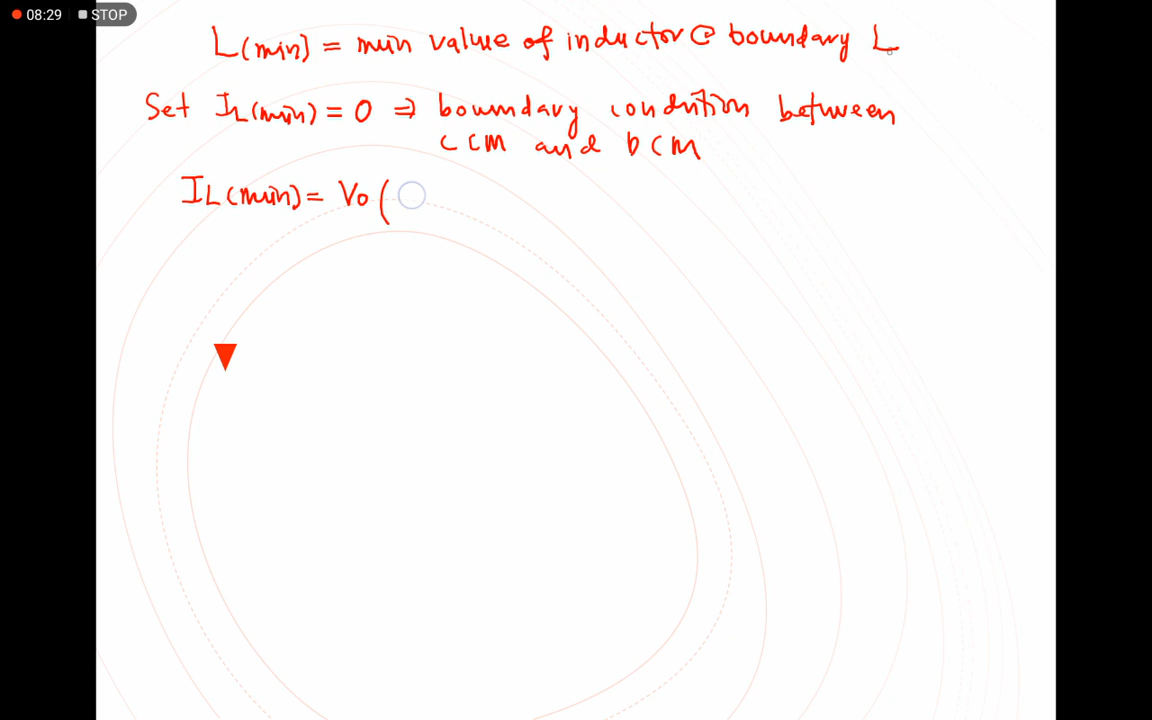 08:29 STOP
L(min) = min value of inductor @ boundary L
Set IL(min) = 0 ⇒ boundary condition between
CCM and DCM
IL(min) = Vo (